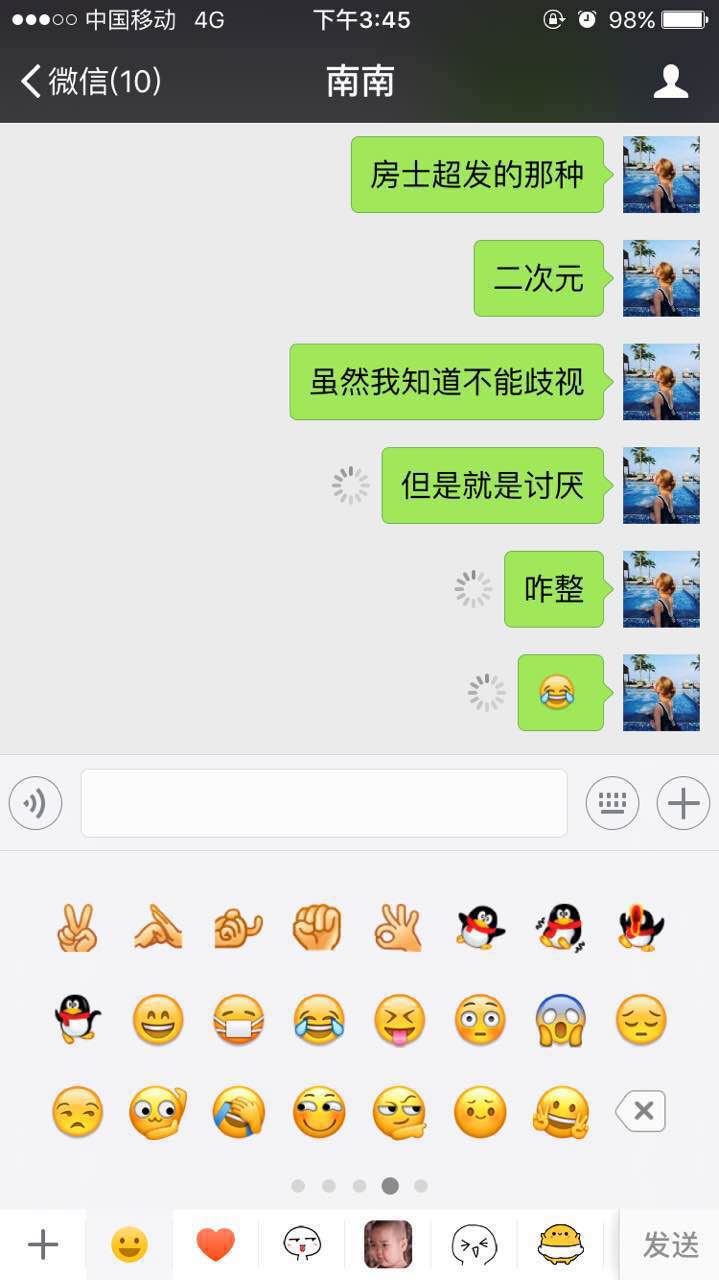 中国移动 4G 下午3:45 98%
微信(10) 南南
房士超发的那种
二次元
虽然我知道不能歧视
但是就是讨厌
咋整
发送